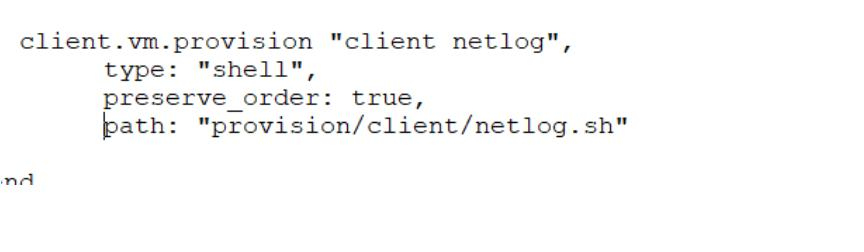 client.vm.provision "client netlog",
type: "shell",
preserve_order: true,
path: "provision/client/netlog.sh"